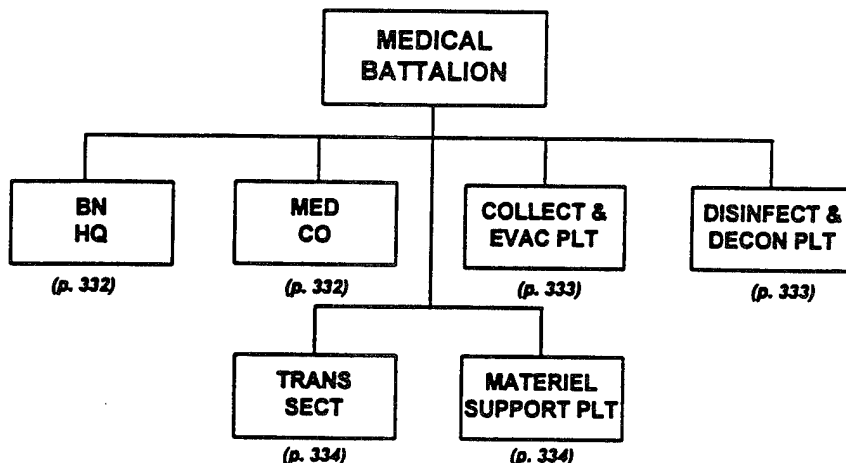 MEDICAL
BATTALION
BN
HQ
(p. 332)
MED
CO
(p. 332)
COLLECT &
EVAC PLT
(p. 333)
DISINFECT &
DECON PLT
(p. 333)
TRANS
SECT
(p. 334)
MATERIEL
SUPPORT PLT
(p. 334)